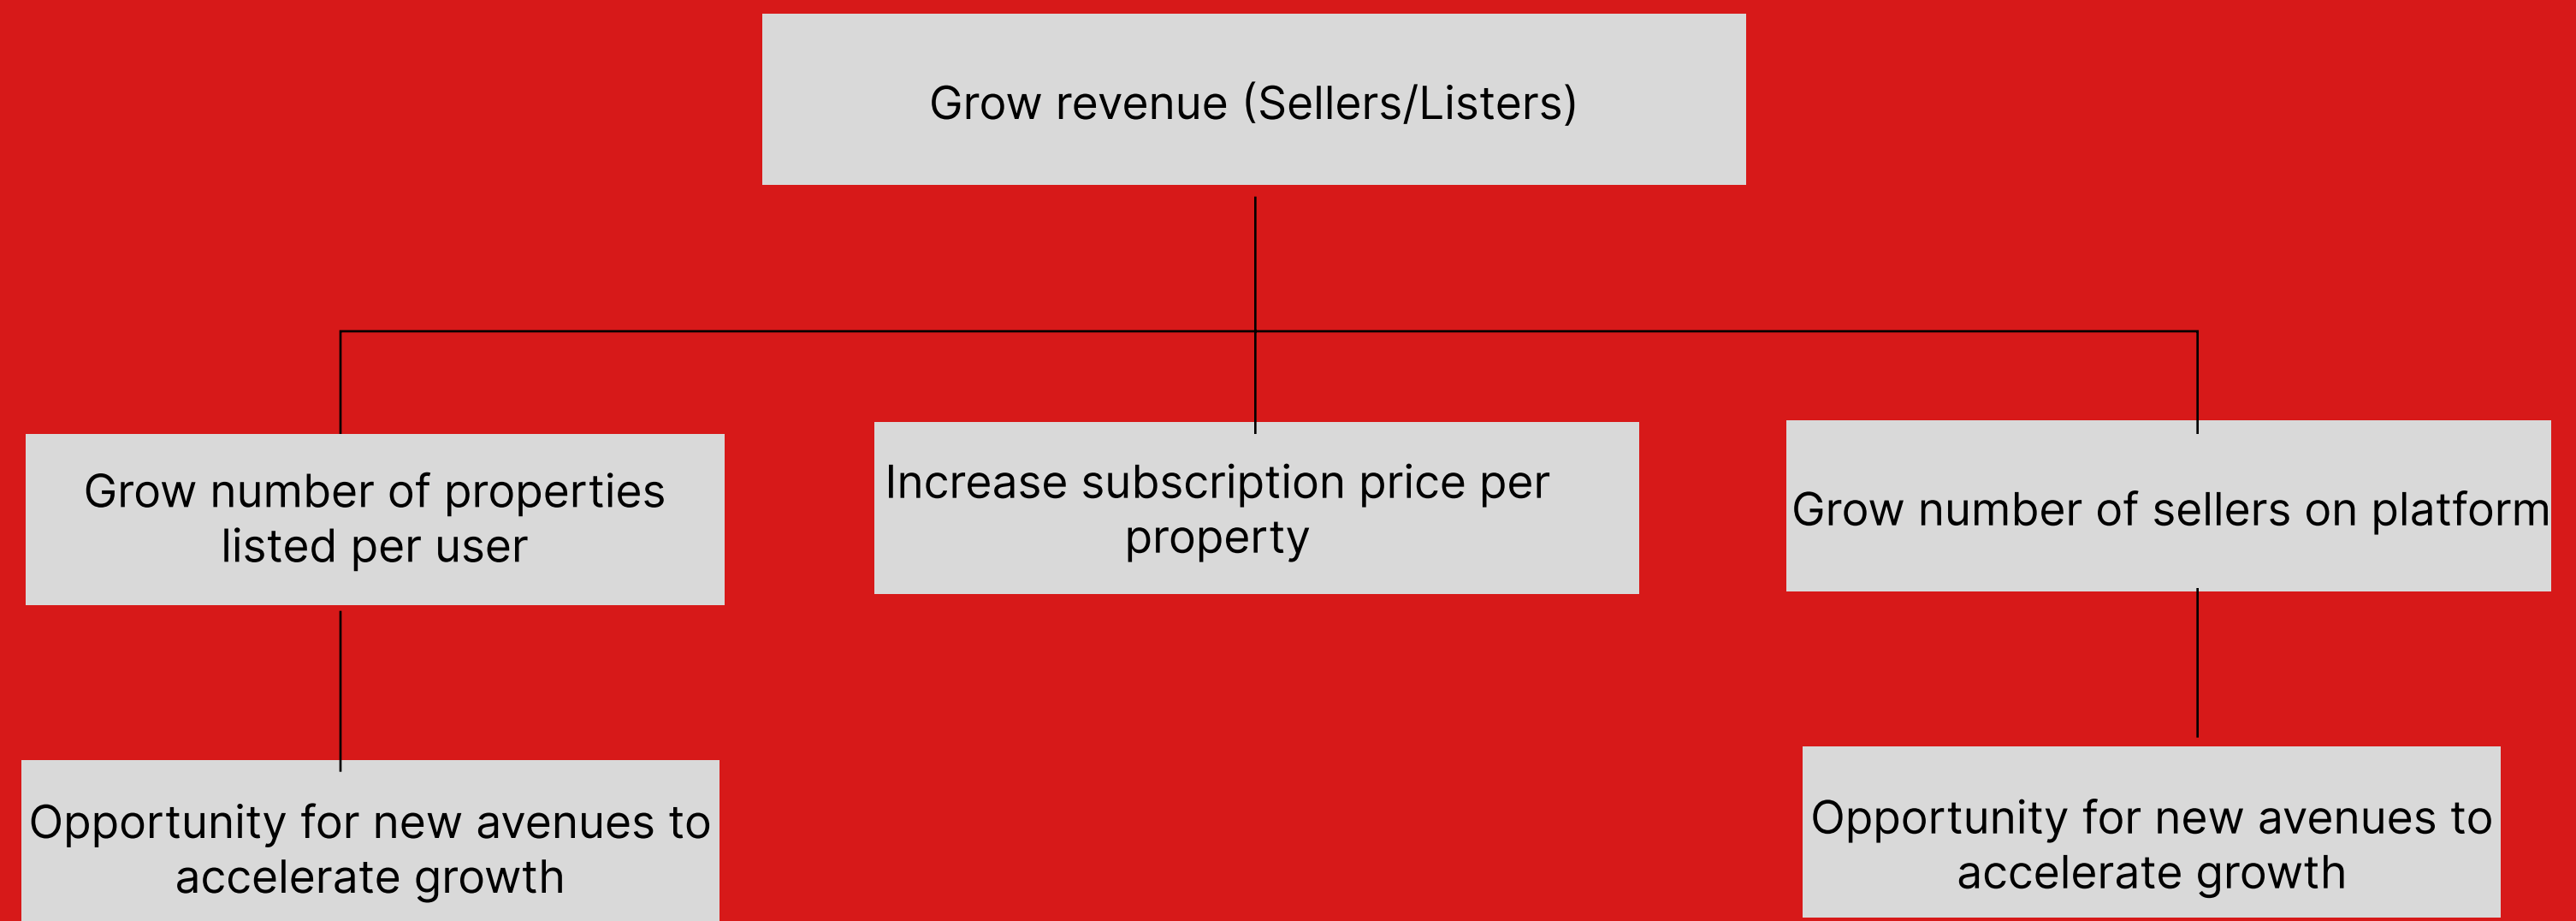 Grow revenue (Sellers/Listers)
Grow number of properties
listed per user
Increase subscription price per
property
Grow number of sellers on platform
Opportunity for new avenues to
accelerate growth
Opportunity for new avenues to
accelerate growth